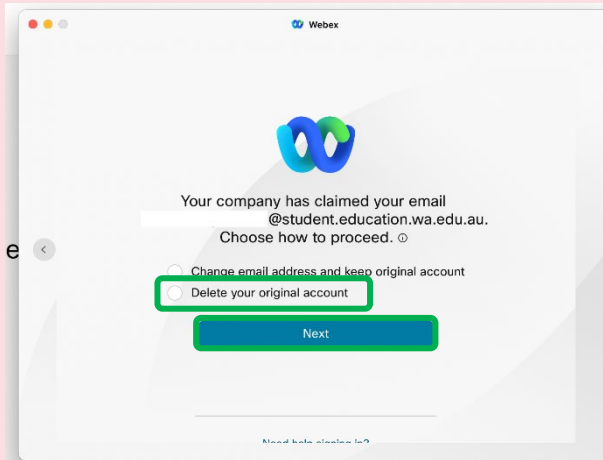 Webex
Your company has claimed your email
@student.education.wa.edu.au.
Choose how to proceed.
Change email address and keep original account
Delete your original account
Next
Need help signing in?
e